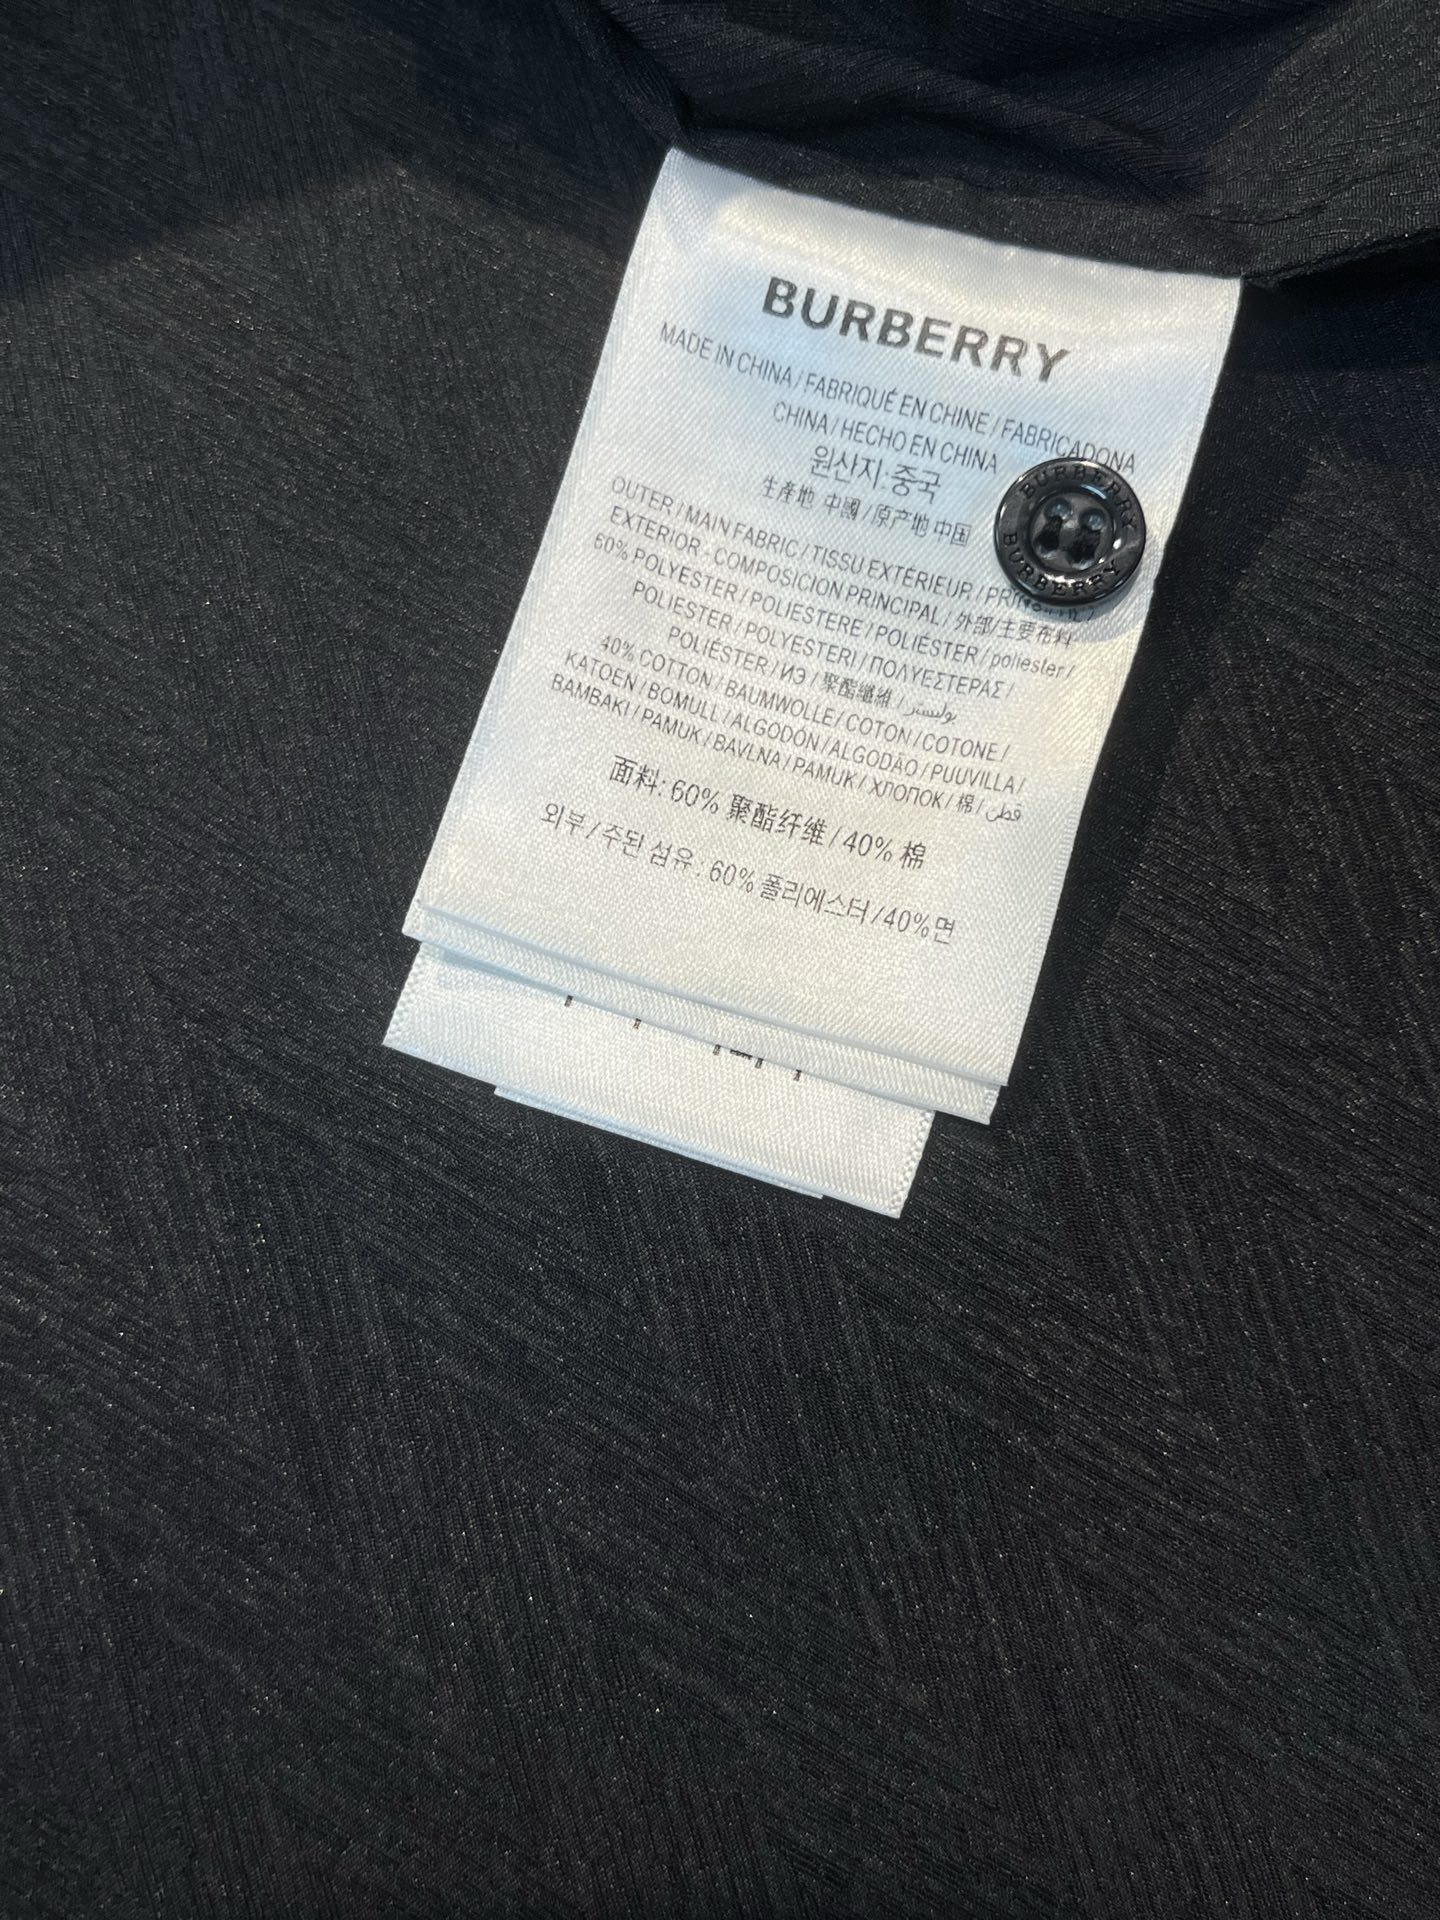 BURBERRY
MADE IN CHINA / FABRIQUÉ EN CHINE / FABRICADONA
CHINA / HECHO EN CHINA
원산지:중국
生産地 中國 / 原产地 中国
BURBERRY
BURBERRY
OUTER / MAIN FABRIC / TISSU EXTÉRIEUR /
EXTERIOR - COMPOSICION PRINCIPAL / 外部/主要布料
60% POLYESTER / POLIESTERE / POLIESTER / poliester /
POLIESTER / POLYESTERI / ΠΟΛΥΕΣΤΕΡΑΣ /
POLIÉSTER / ИЭ / 聚酯纖維 / بوليستر
40% COTTON / BAUMWOLLE / COTON / COTONE /
KATOEN / BOMULL / ALGODÓN / ALGODÃO / PUUVILLA /
BAMBAKI / PAMUK / BAVLNA / PAMUK / ХЛОПОК / 棉 / قطن
面料: 60% 聚酯纤维 / 40% 棉
외부 / 주된 섬유 : 60% 폴리에스터 / 40% 면